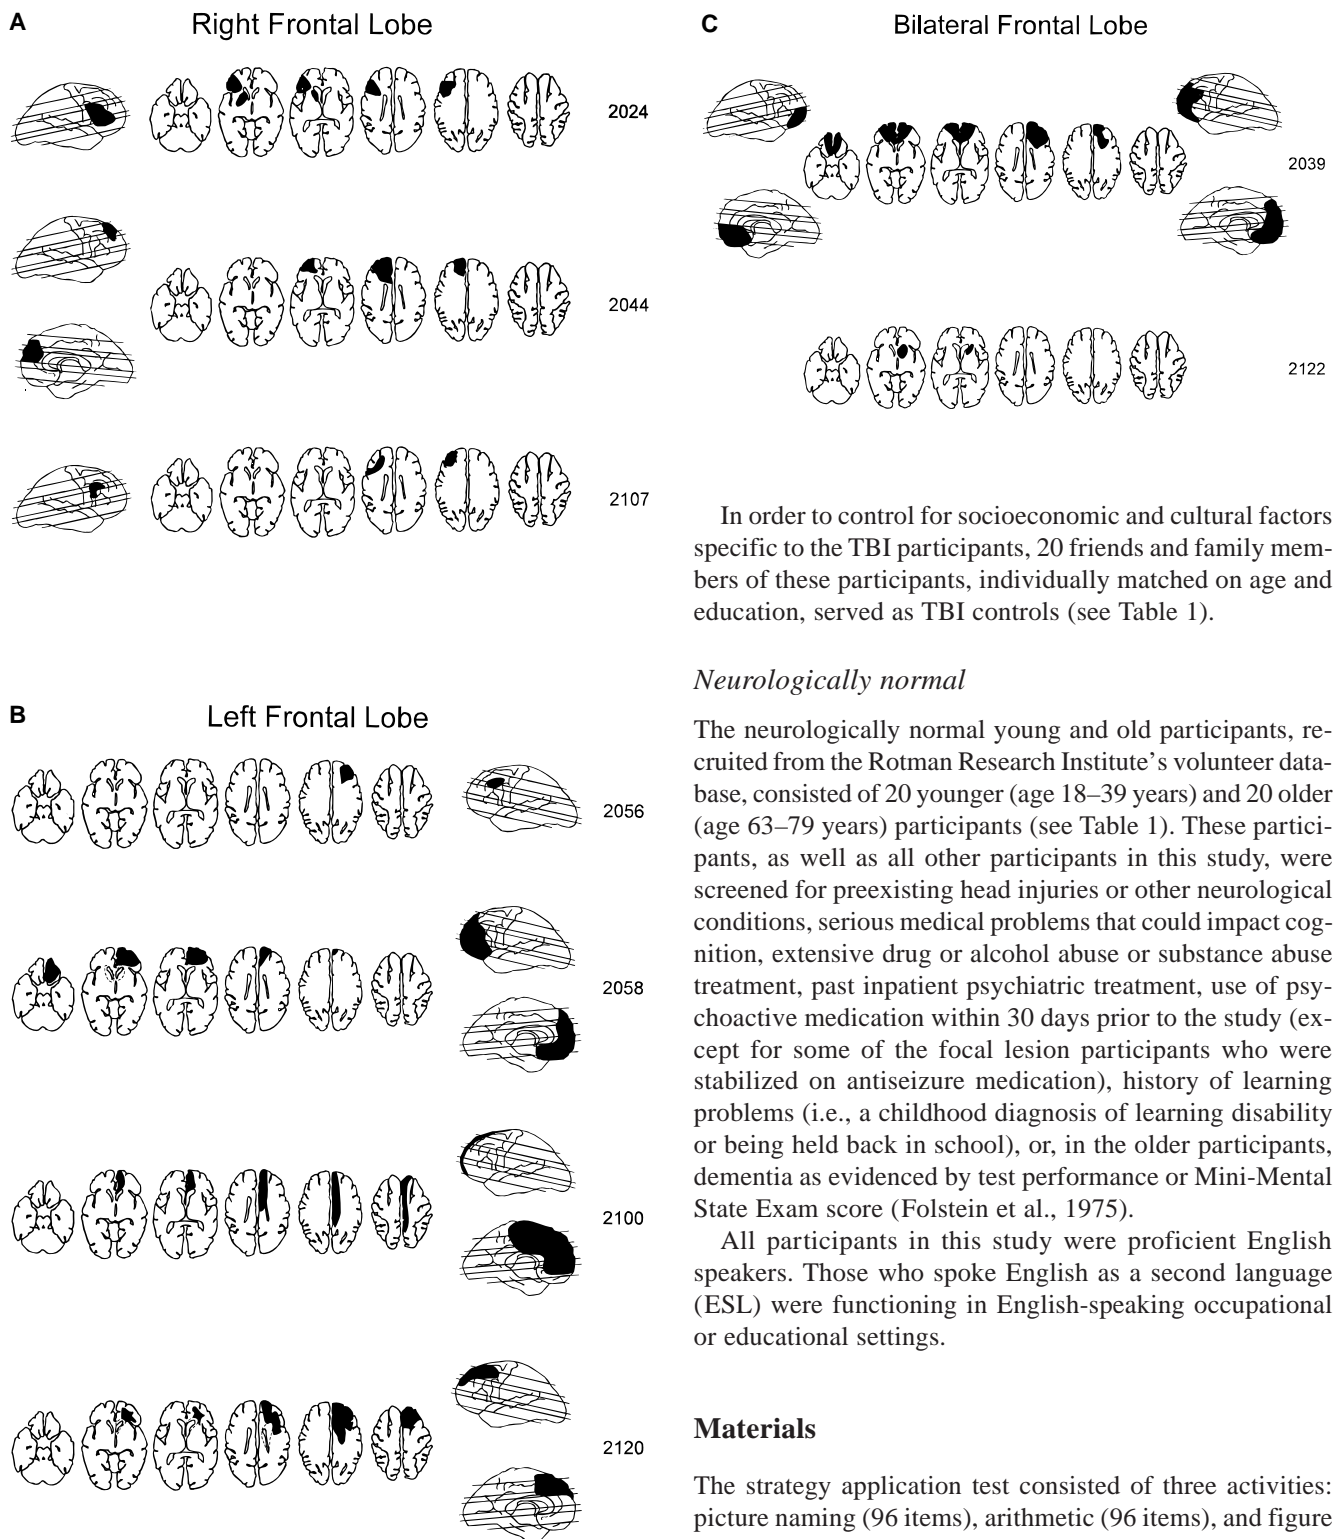 A
Right Frontal Lobe
2024
2044
2107
B
Left Frontal Lobe
2056
2058
2100
2120
C
Bilateral Frontal Lobe
2039
2122
In order to control for socioeconomic and cultural factors
specific to the TBI participants, 20 friends and family mem-
bers of these participants, individually matched on age and
education, served as TBI controls (see Table 1).
Neurologically normal
The neurologically normal young and old participants, re-
cruited from the Rotman Research Institute’s volunteer data-
base, consisted of 20 younger (age 18–39 years) and 20 older
(age 63–79 years) participants (see Table 1). These partici-
pants, as well as all other participants in this study, were
screened for preexisting head injuries or other neurological
conditions, serious medical problems that could impact cog-
nition, extensive drug or alcohol abuse or substance abuse
treatment, past inpatient psychiatric treatment, use of psy-
choactive medication within 30 days prior to the study (ex-
cept for some of the focal lesion participants who were
stabilized on antiseizure medication), history of learning
problems (i.e., a childhood diagnosis of learning disability
or being held back in school), or, in the older participants,
dementia as evidenced by test performance or Mini-Mental
State Exam score (Folstein et al., 1975).
All participants in this study were proficient English
speakers. Those who spoke English as a second language
(ESL) were functioning in English-speaking occupational
or educational settings.
Materials
The strategy application test consisted of three activities:
picture naming (96 items), arithmetic (96 items), and figure